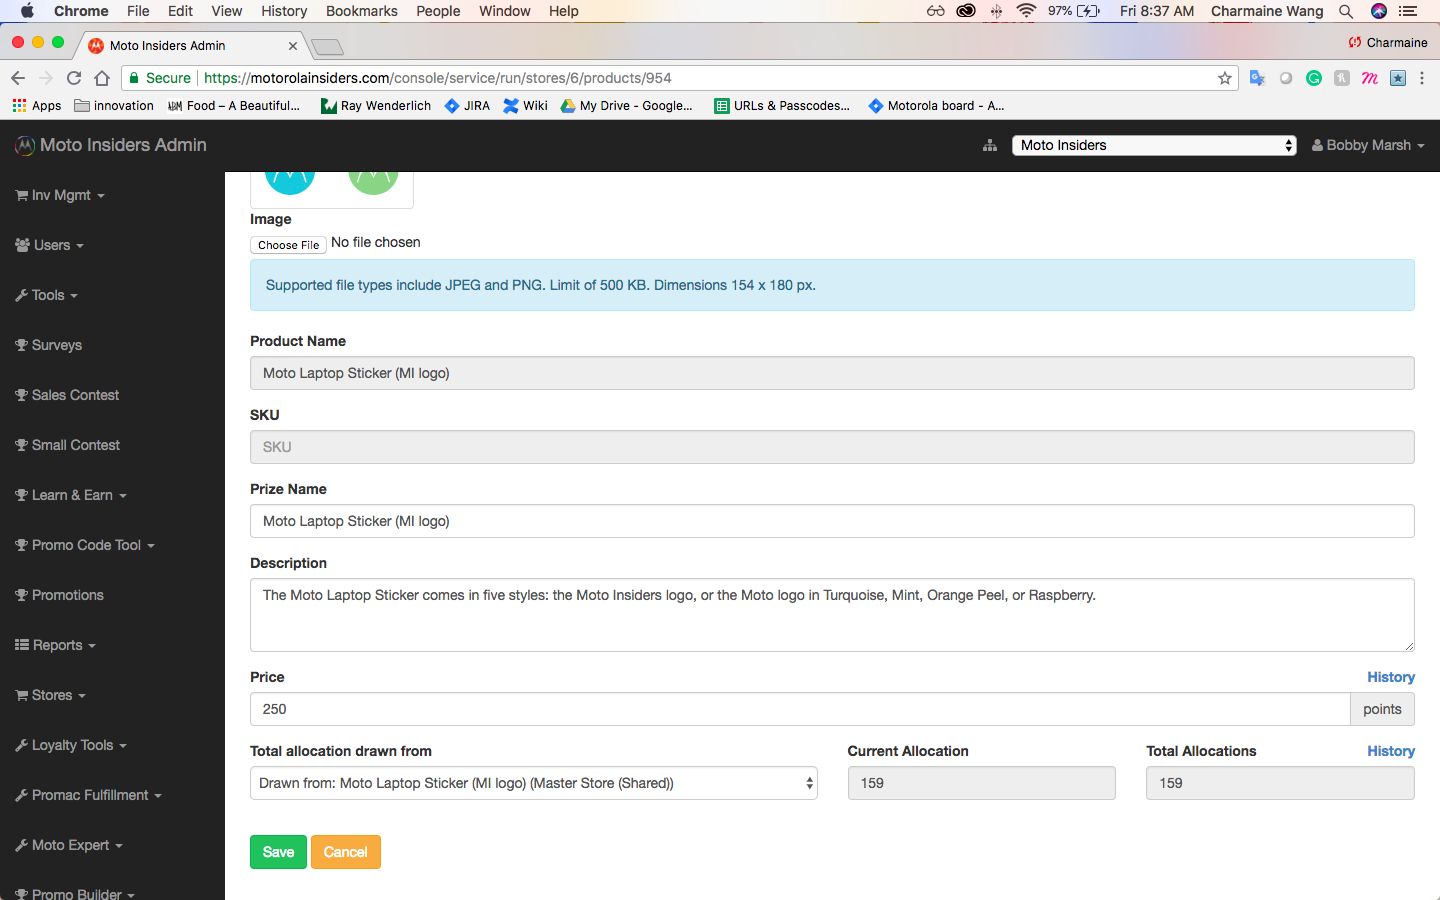 Chrome File Edit View History Bookmarks People Window Help 97% Fri 8:37 AM Charmaine Wang
Moto Insiders Admin Charmaine
Secure https://motorolainsiders.com/console/service/run/stores/6/products/954
Apps innovation Food – A Beautiful... Ray Wenderlich JIRA Wiki My Drive - Google... URLs & Passcodes... Motorola board - A...
Moto Insiders Admin Moto Insiders Bobby Marsh
Inv Mgmt
Users
Tools
Surveys
Sales Contest
Small Contest
Learn & Earn
Promo Code Tool
Promotions
Reports
Stores
Loyalty Tools
Promac Fulfillment
Moto Expert
Promo Builder
Image
Choose File No file chosen
Supported file types include JPEG and PNG. Limit of 500 KB. Dimensions 154 x 180 px.
Product Name
Moto Laptop Sticker (MI logo)
SKU
SKU
Prize Name
Moto Laptop Sticker (MI logo)
Description
The Moto Laptop Sticker comes in five styles: the Moto Insiders logo, or the Moto logo in Turquoise, Mint, Orange Peel, or Raspberry.
Price History
250 points
Total allocation drawn from Current Allocation Total Allocations History
Drawn from: Moto Laptop Sticker (MI logo) (Master Store (Shared)) 159 159
Save Cancel